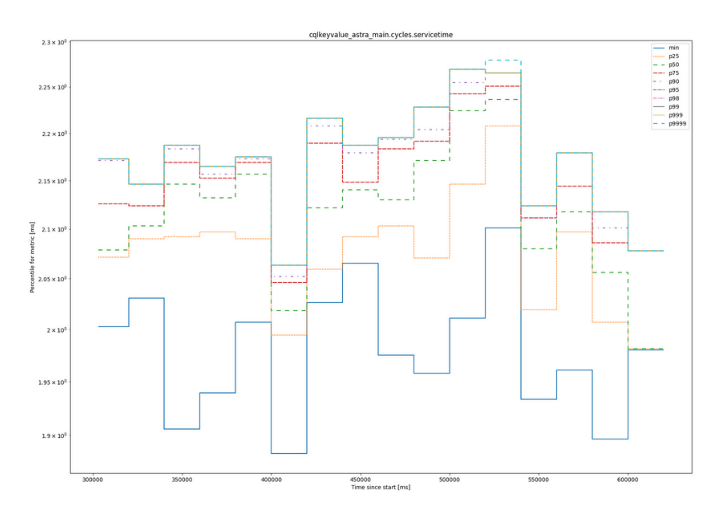 cqlkeyvalue_astra_main.cycles.servicetime
Percentile for metric [ms]
2.3 × 10⁰
2.25 × 10⁰
2.2 × 10⁰
2.15 × 10⁰
2.1 × 10⁰
2.05 × 10⁰
2 × 10⁰
1.95 × 10⁰
1.9 × 10⁰
min
p25
p50
p75
p90
p95
p98
p99
p999
p9999
300000 350000 400000 450000 500000 550000 600000
Time since start [ms]